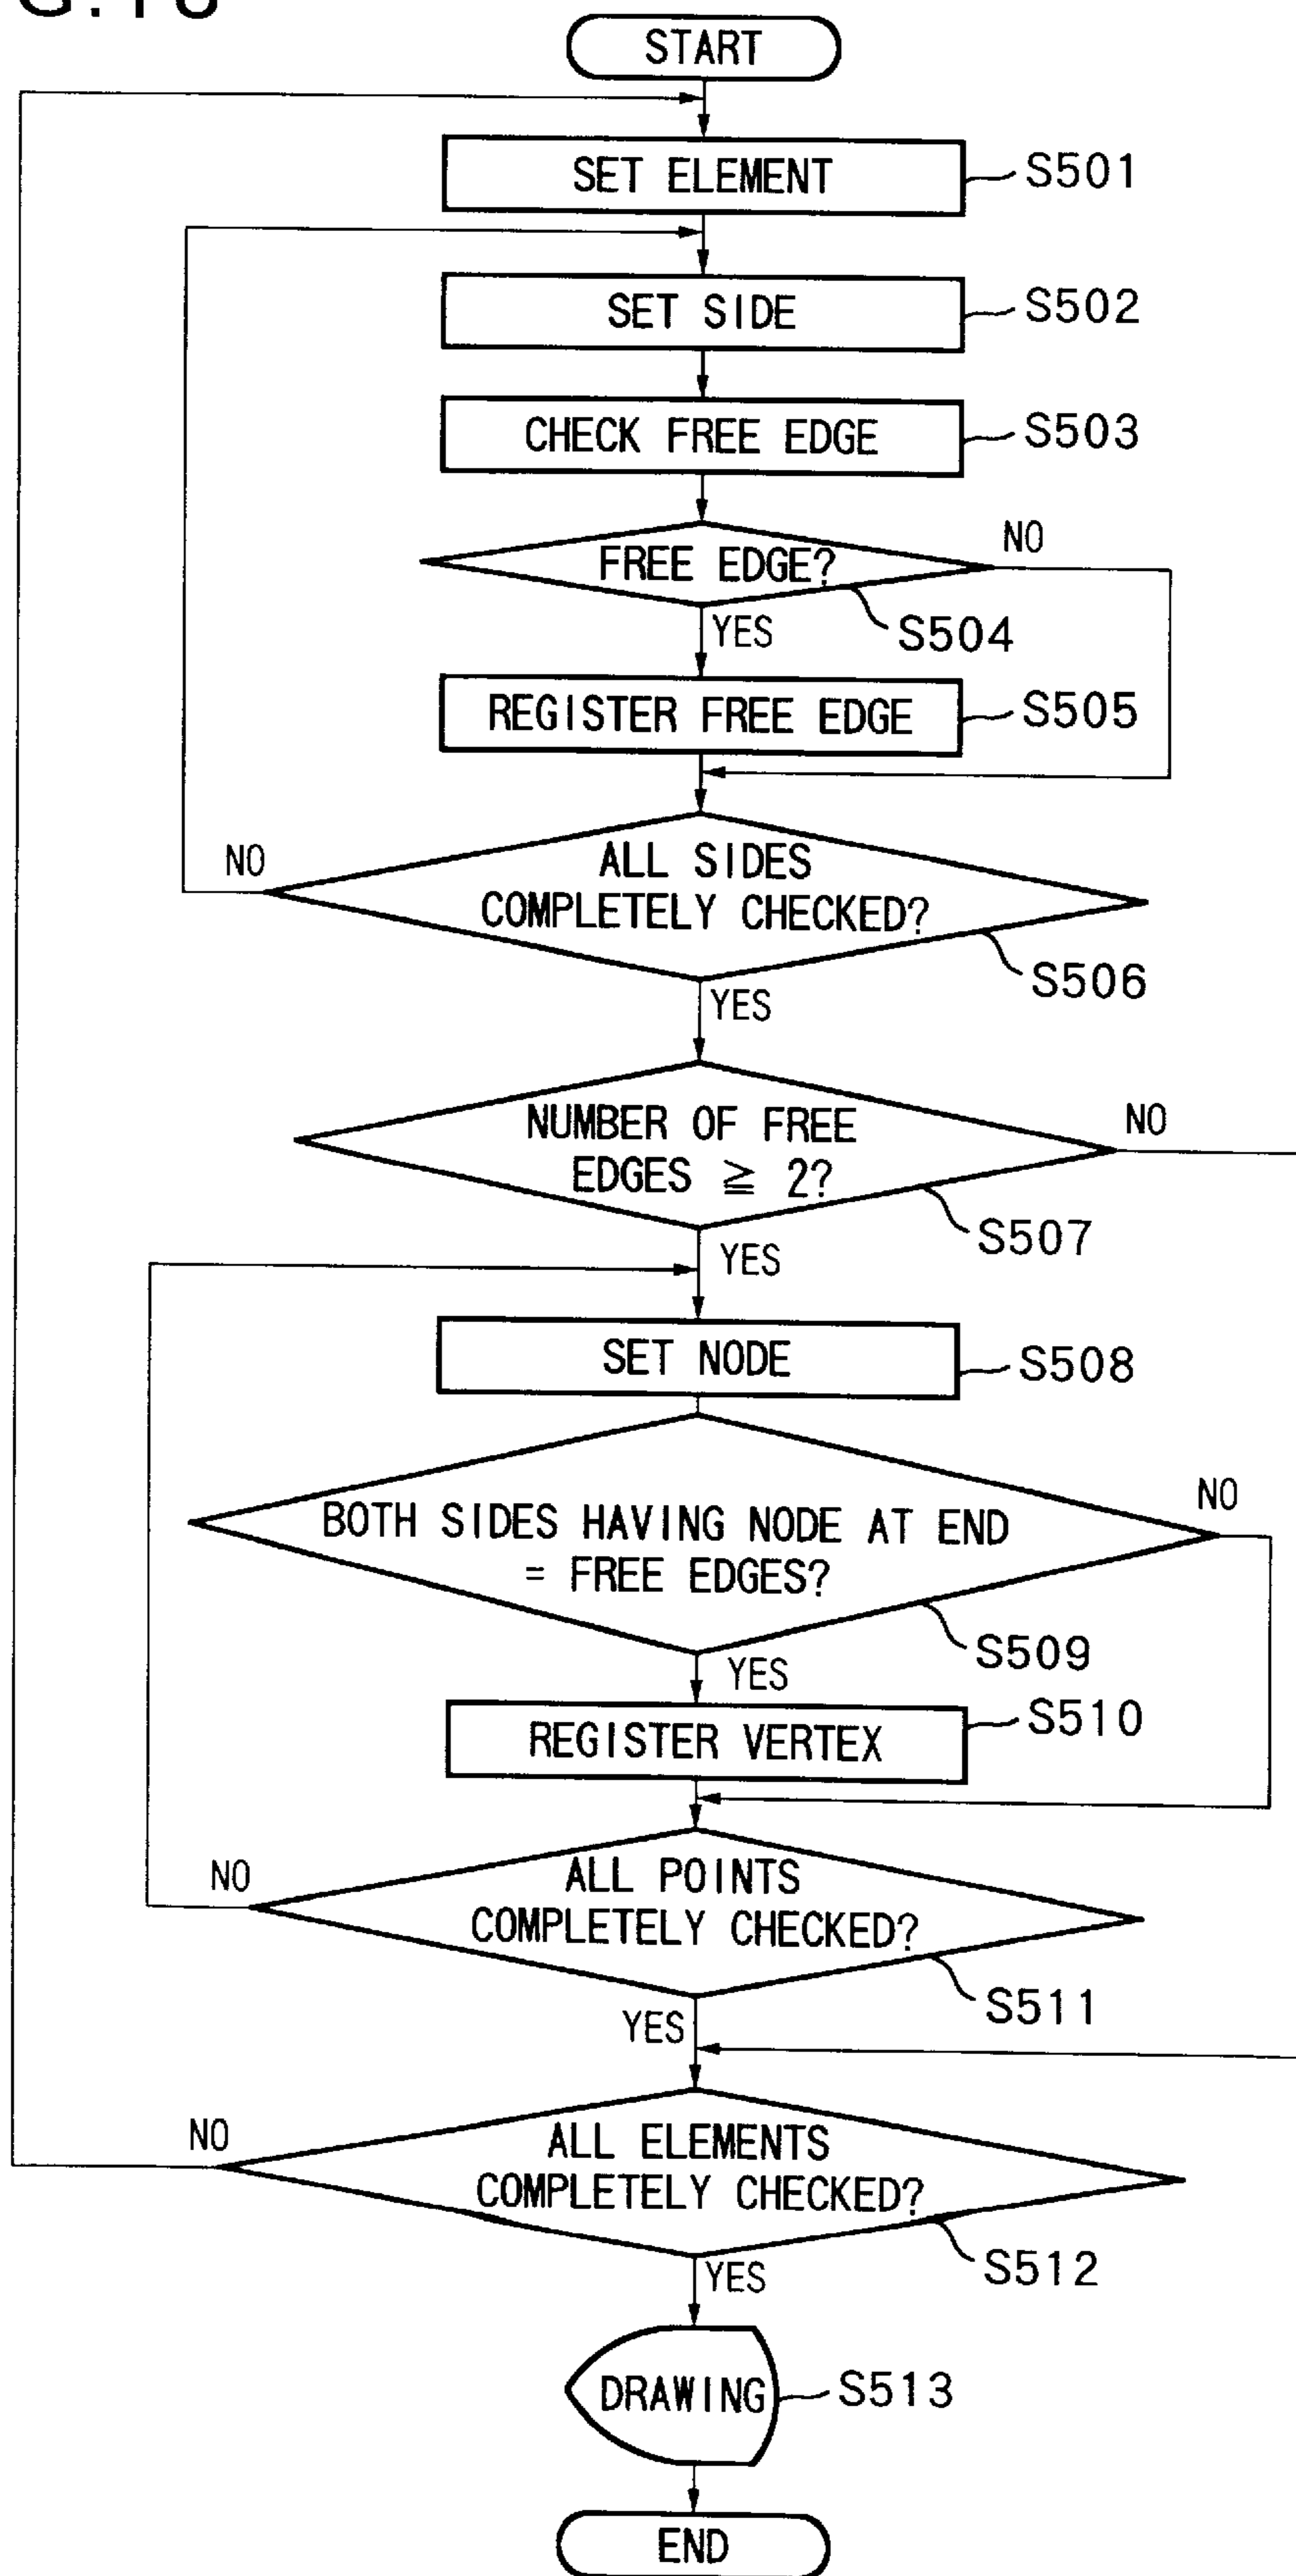 START
SET ELEMENT
S501
SET SIDE
S502
CHECK FREE EDGE
S503
FREE EDGE?
NO
S504
YES
REGISTER FREE EDGE
S505
ALL SIDES
COMPLETELY CHECKED?
NO
S506
YES
NUMBER OF FREE
EDGES ≧ 2?
NO
S507
YES
SET NODE
S508
BOTH SIDES HAVING NODE AT END
= FREE EDGES?
NO
S509
YES
REGISTER VERTEX
S510
ALL POINTS
COMPLETELY CHECKED?
NO
S511
YES
ALL ELEMENTS
COMPLETELY CHECKED?
NO
S512
YES
DRAWING
S513
END